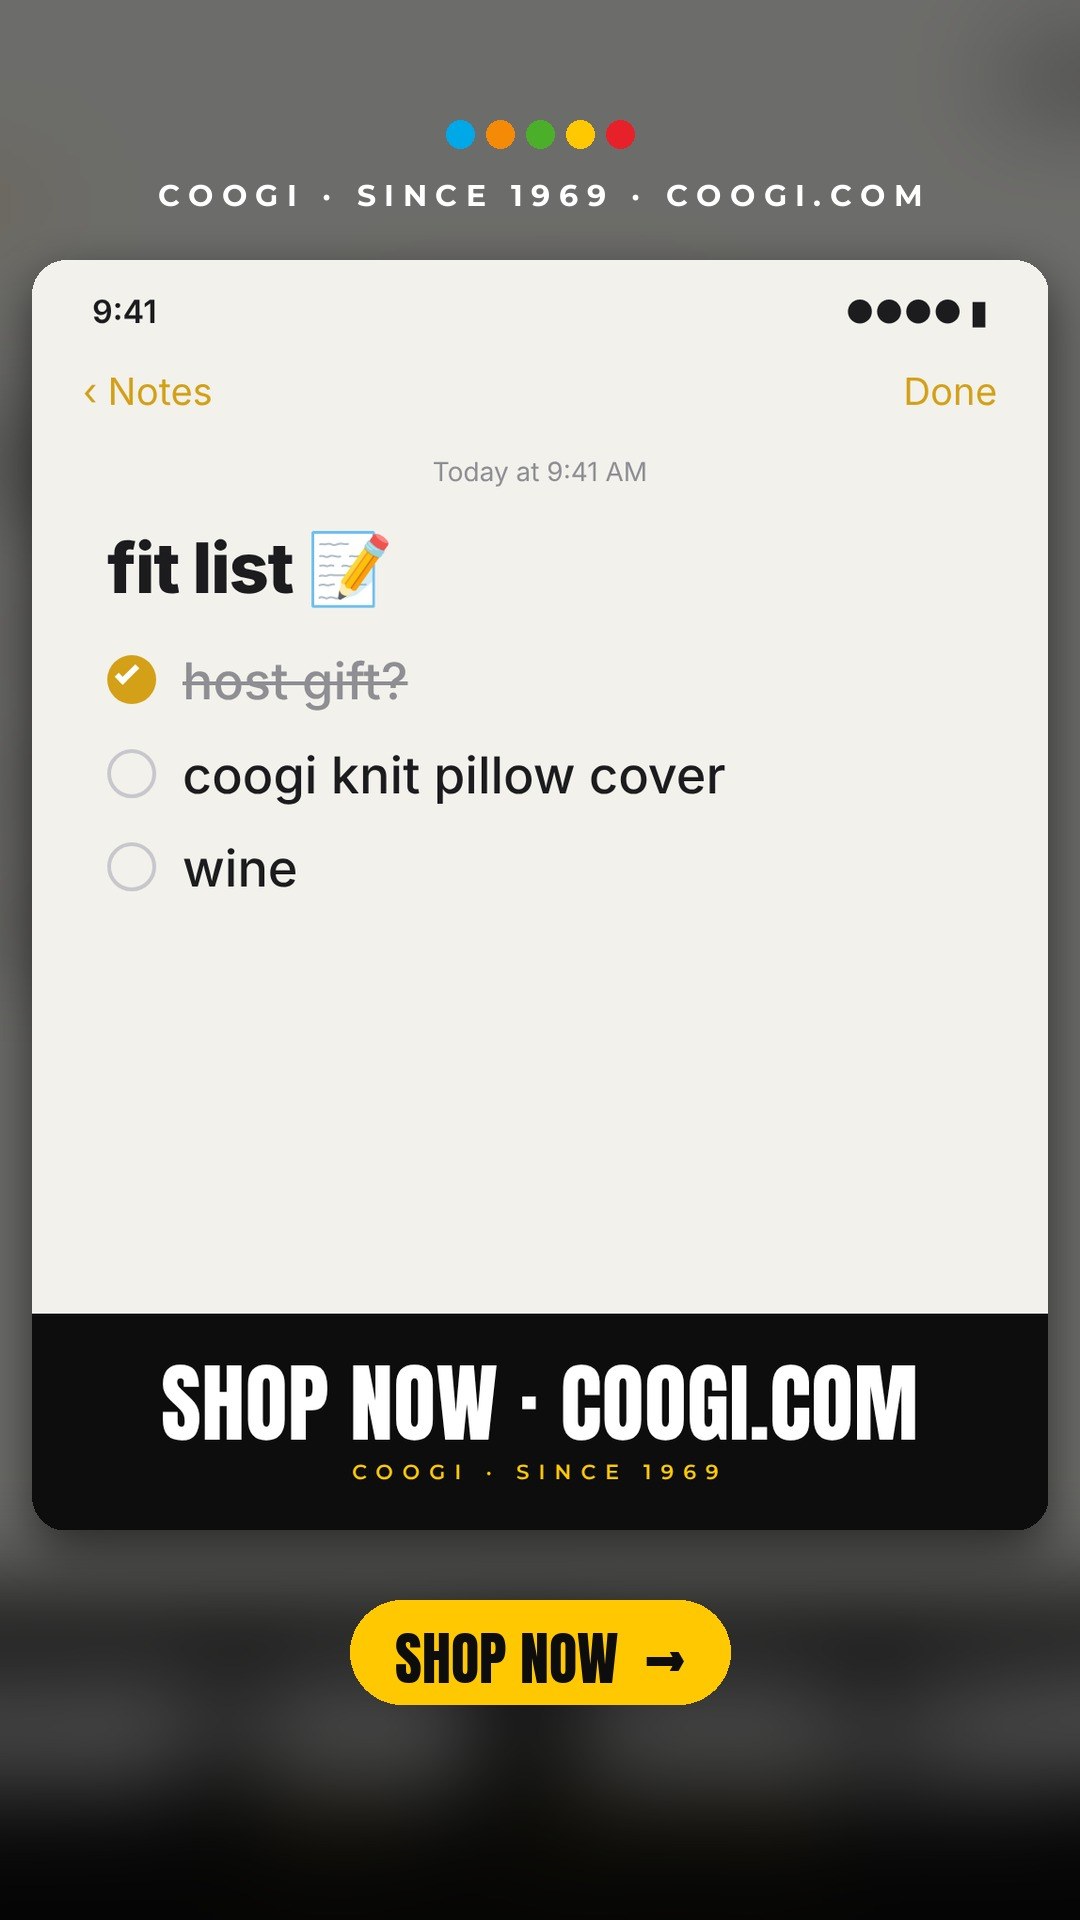 COOGI · SINCE 1969 · COOGI.COM
9:41
‹ Notes
Done
Today at 9:41 AM
fit list 📝
host gift?
coogi knit pillow cover
wine
SHOP NOW · COOGI.COM
COOGI · SINCE 1969
SHOP NOW →